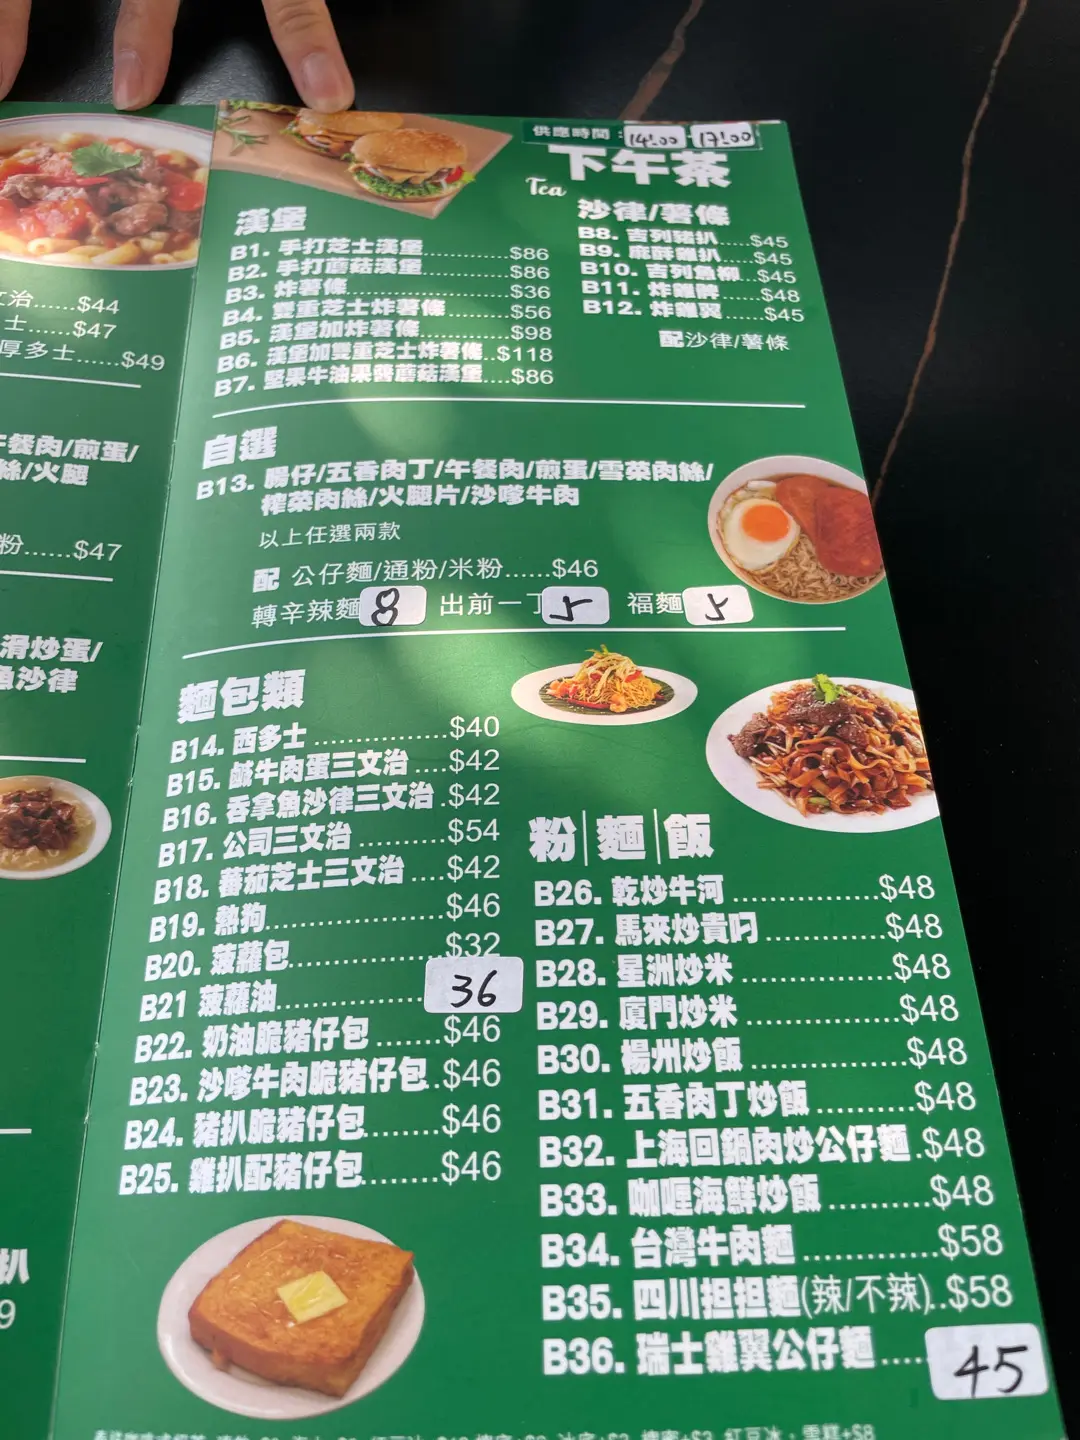 文治......$44
士......$47
厚多士......$49
午餐肉/煎蛋/
絲/火腿
粉......$47
滑炒蛋/
魚沙律
扒
9
供應時間：14:00-17:00
下午茶
Tea
漢堡
B1. 手打芝士漢堡............$86
B2. 手打蘑菇漢堡............$86
B3. 炸薯條......................$36
B4. 雙重芝士炸薯條.........$56
B5. 漢堡加炸薯條............$98
B6. 漢堡加雙重芝士炸薯條..$118
B7. 堅果牛油果醬蘑菇漢堡....$86
沙律/薯條
B8. 吉列豬扒.....$45
B9. 麻酥雞扒.....$45
B10. 吉列魚柳...$45
B11. 炸雞髀......$48
B12. 炸雞翼......$45
配沙律/薯條
自選
B13. 腸仔/五香肉丁/午餐肉/煎蛋/雪菜肉絲/
榨菜肉絲/火腿片/沙嗲牛肉
以上任選兩款
配 公仔麵/通粉/米粉......$46
轉辛辣麵 8 出前一丁 5 福麵 5
麵包類
B14. 西多士 ................$40
B15. 鹹牛肉蛋三文治 ....$42
B16. 吞拿魚沙律三文治 .$42
B17. 公司三文治 ..........$54
B18. 蕃茄芝士三文治 ....$42
B19. 熱狗.....................$46
B20. 菠蘿包..................$32
B21 菠蘿油.................. 36
B22. 奶油脆豬仔包 .......$46
B23. 沙嗲牛肉脆豬仔包..$46
B24. 豬扒脆豬仔包........$46
B25. 雞扒配豬仔包........$46
粉|麵|飯
B26. 乾炒牛河 ................$48
B27. 馬來炒貴叼.............$48
B28. 星洲炒米 ...............$48
B29. 廈門炒米 ...............$48
B30. 楊州炒飯 ...............$48
B31. 五香肉丁炒飯 ..........$48
B32. 上海回鍋肉炒公仔麵.$48
B33. 咖喱海鮮炒飯 ..........$48
B34. 台灣牛肉麵 .............$58
B35. 四川担担麵(辣/不辣)..$58
B36. 瑞士雞翼公仔麵.... 45